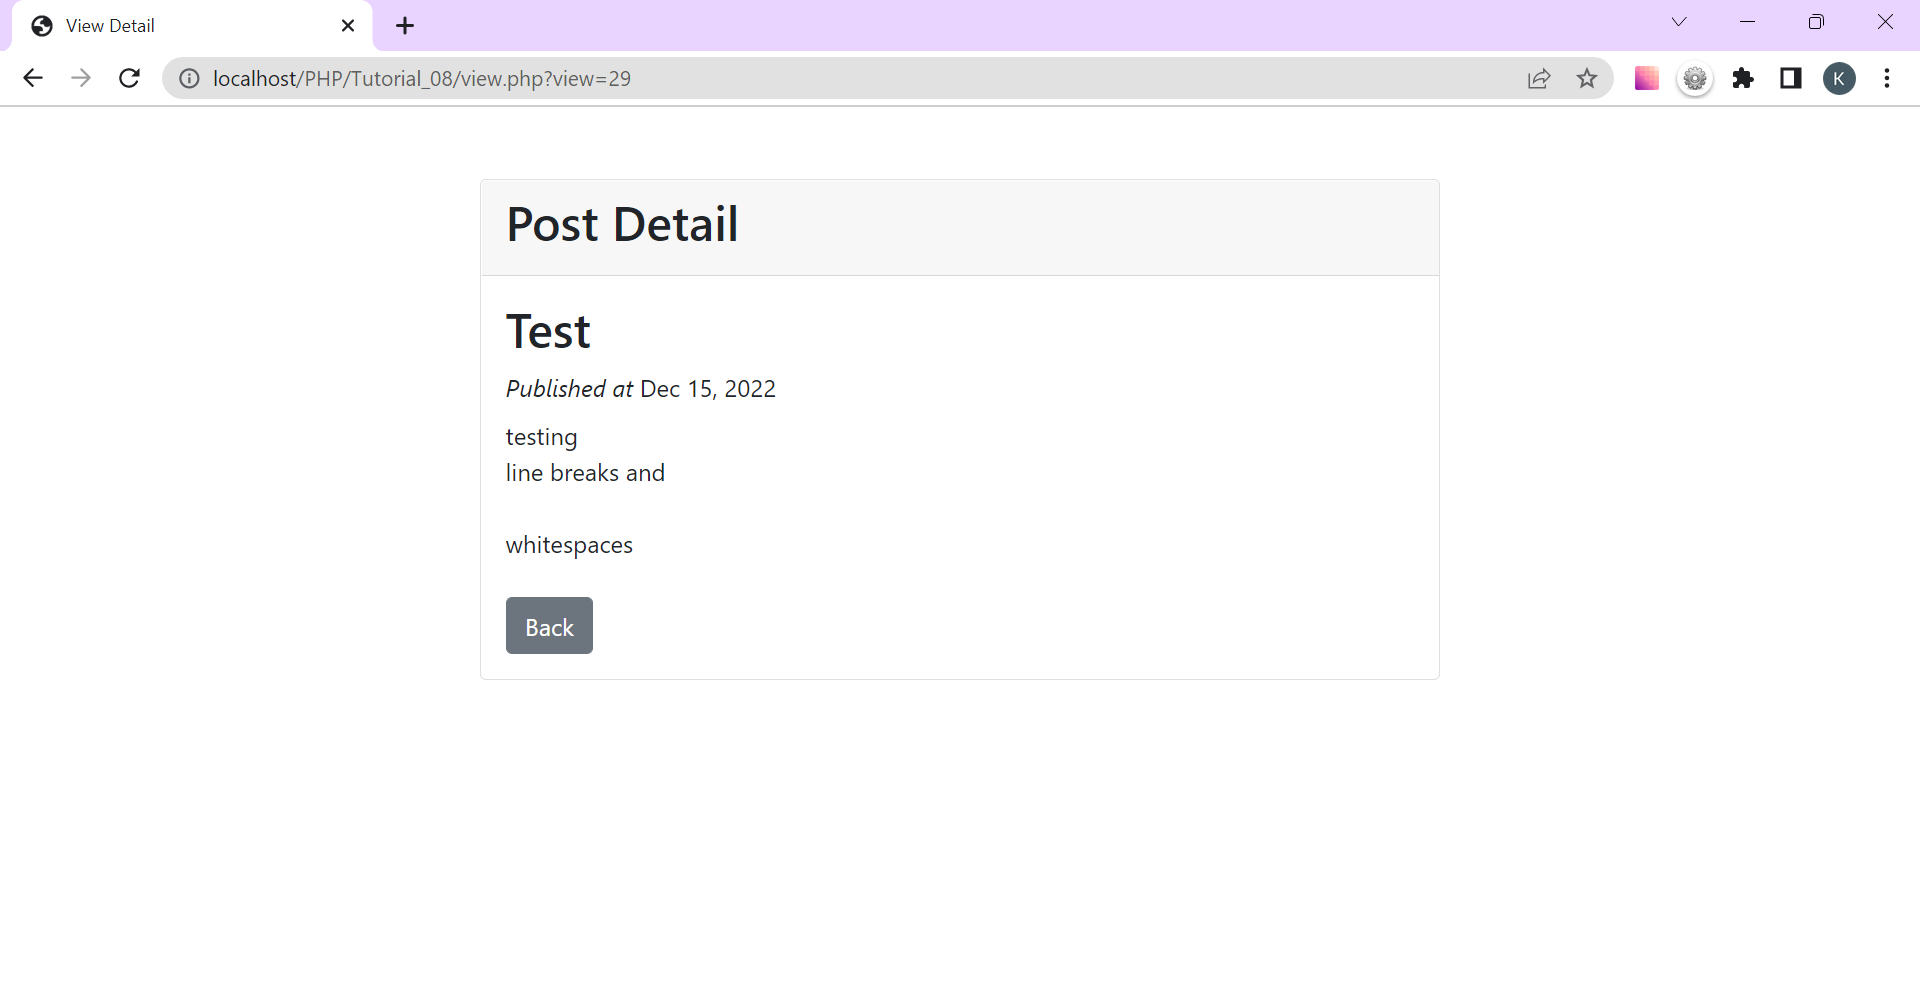 View Detail
localhost/PHP/Tutorial_08/view.php?view=29
K
Post Detail
Test
Published at Dec 15, 2022
testing
line breaks and
whitespaces
Back